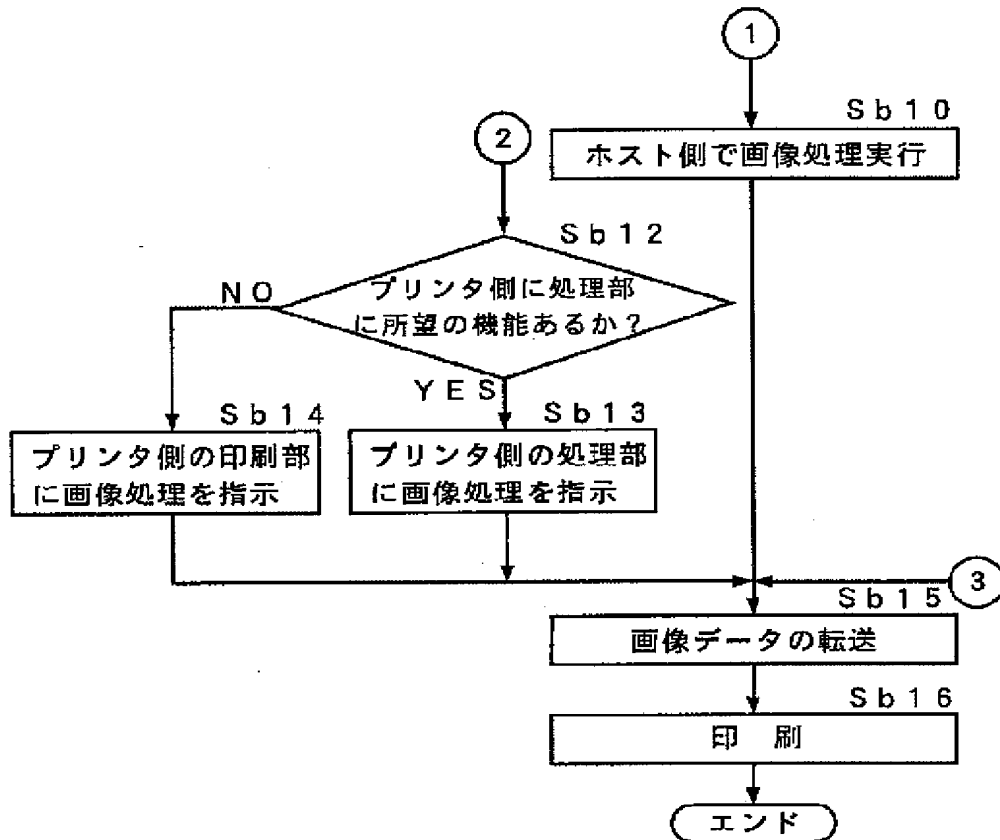 1
Sb10
ホスト側で画像処理実行
2
Sb12
プリンタ側に処理部
に所望の機能あるか?
NO
YES
Sb14
プリンタ側の印刷部
に画像処理を指示
Sb13
プリンタ側の処理部
に画像処理を指示
3
Sb15
画像データの転送
Sb16
印 刷
エンド